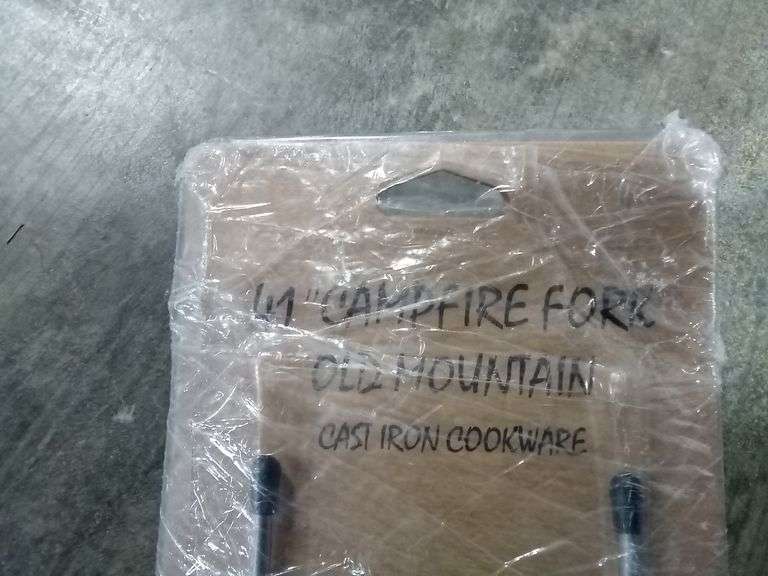 41 "CAMPFIRE FORK
OLD MOUNTAIN
CAST IRON COOKWARE